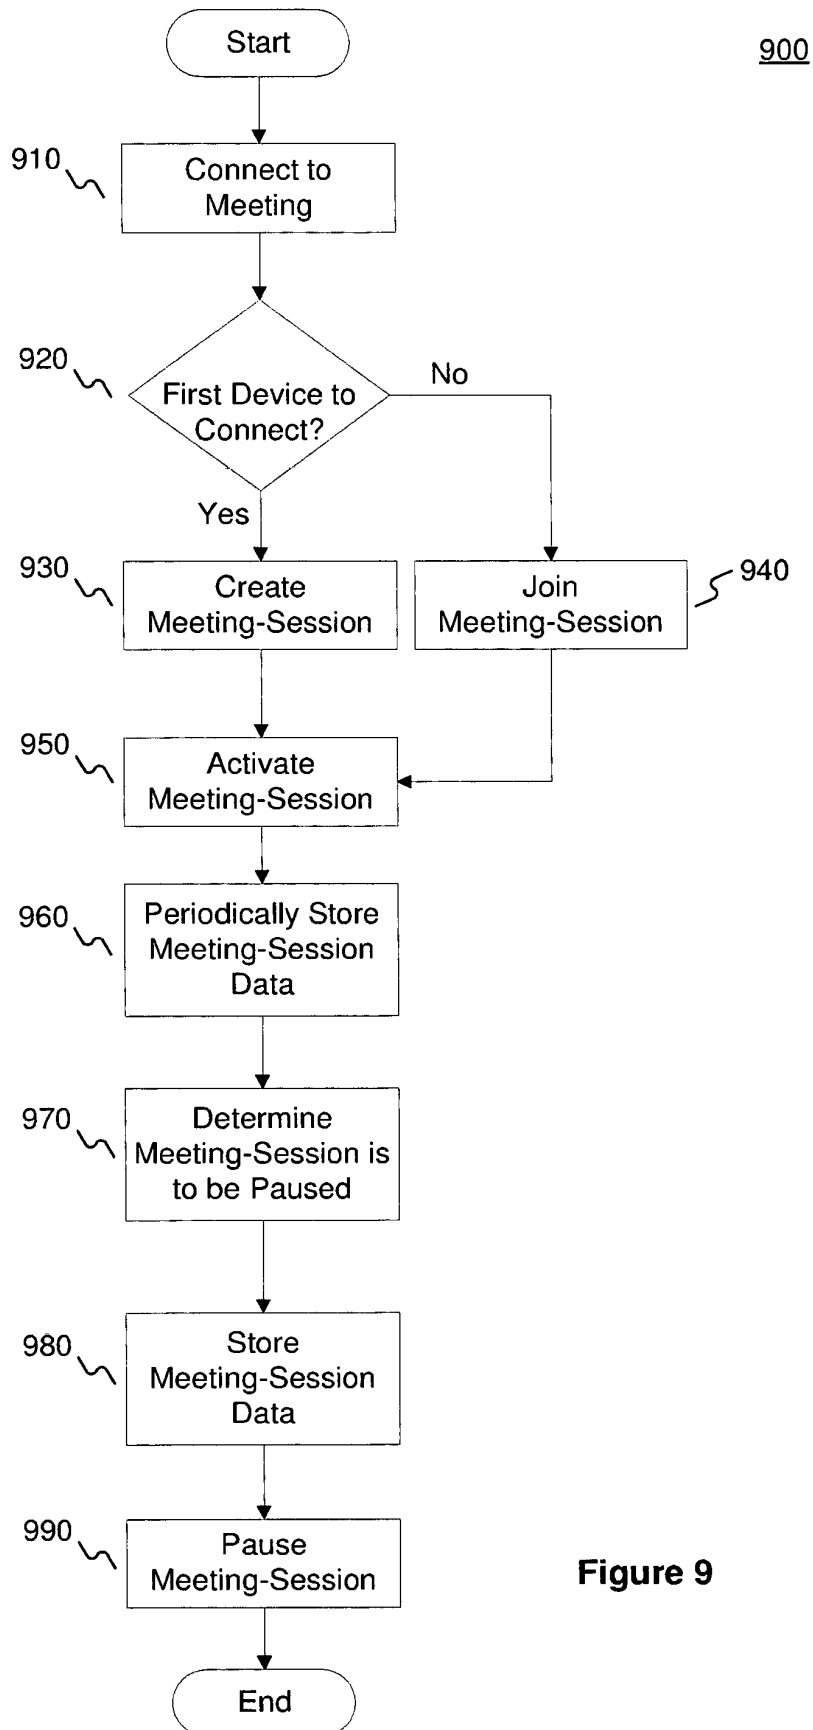 Start
900
910
Connect to
Meeting
920
First Device to
Connect?
No
Yes
930
Create
Meeting-Session
Join
Meeting-Session
940
950
Activate
Meeting-Session
960
Periodically Store
Meeting-Session
Data
970
Determine
Meeting-Session is
to be Paused
980
Store
Meeting-Session
Data
990
Pause
Meeting-Session
Figure 9
End